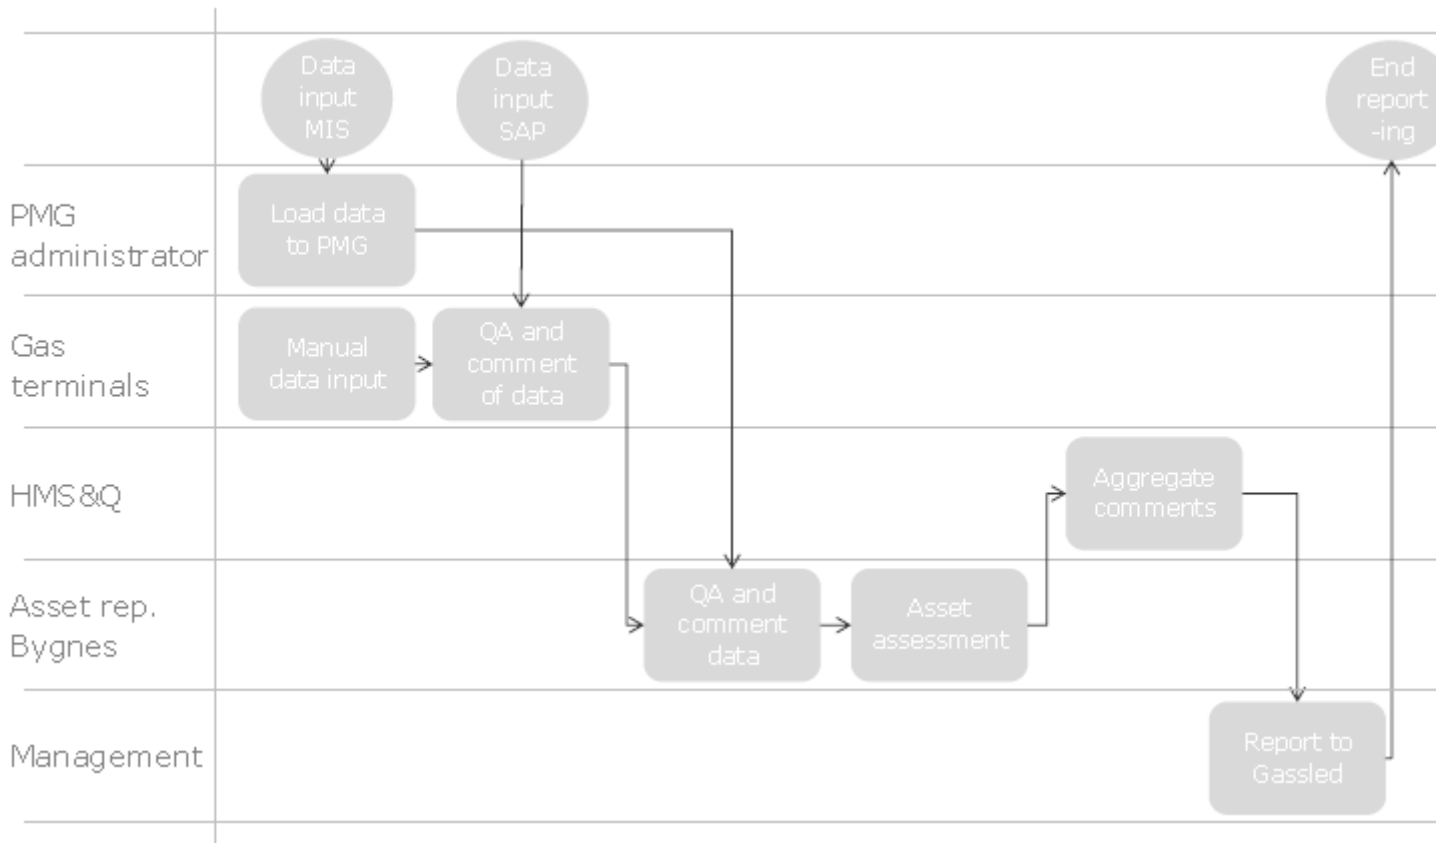 Data
input
MIS
Data
input
SAP
End
report
-ing
PMG
administrator
Load data
to PMG
Gas
terminals
Manual
data input
QA and
comment
of data
HMS&Q
Aggregate
comments
Asset rep.
Bygnes
QA and
comment
data
Asset
assessment
Management
Report to
Gassled